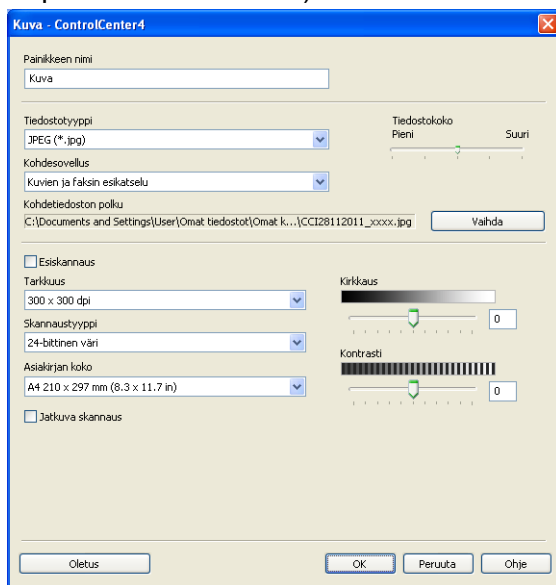 Kuva - ControlCenter4
Painikkeen nimi
Kuva
Tiedostotyyppi
JPEG (*.jpg)
Tiedostokoko
Pieni Suuri
Kohdesovellus
Kuvien ja faksin esikatselu
Kohdetiedoston polku
C:\Documents and Settings\User\Omat tiedostot\Omat k...\CCI28112011_xxxx.jpg
Vaihda
Esiskannaus
Tarkkuus
300 x 300 dpi
Skannaustyyppi
24-bittinen väri
Asiakirjan koko
A4 210 x 297 mm (8.3 x 11.7 in)
Jatkuva skannaus
Kirkkaus
0
Kontrasti
0
Oletus
OK
Peruuta
Ohje